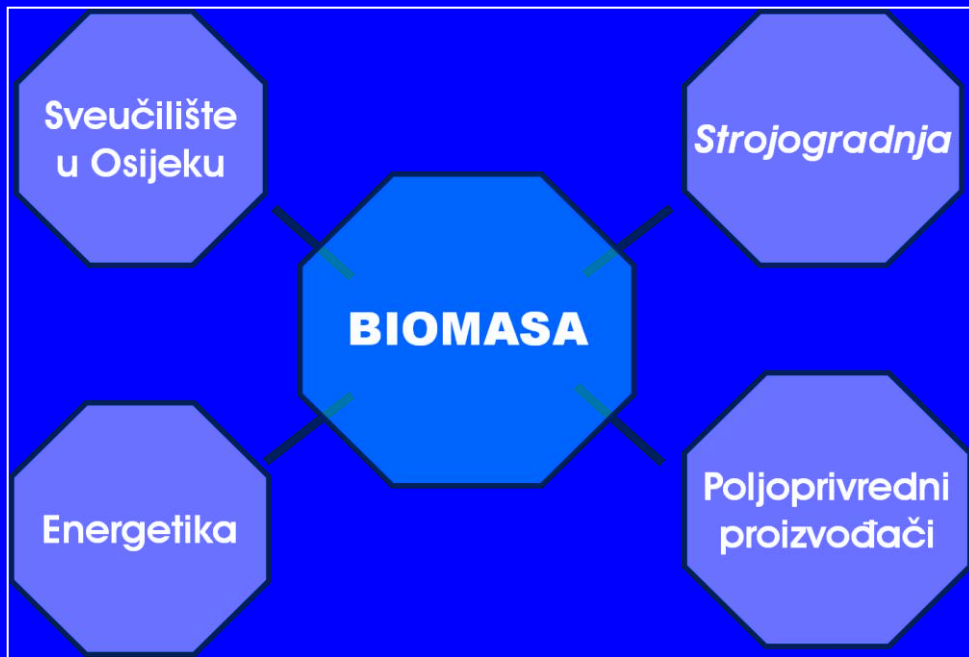 Sveučilište
u Osijeku
Strojogradnja
BIOMASA
Energetika
Poljoprivredni
proizvođači